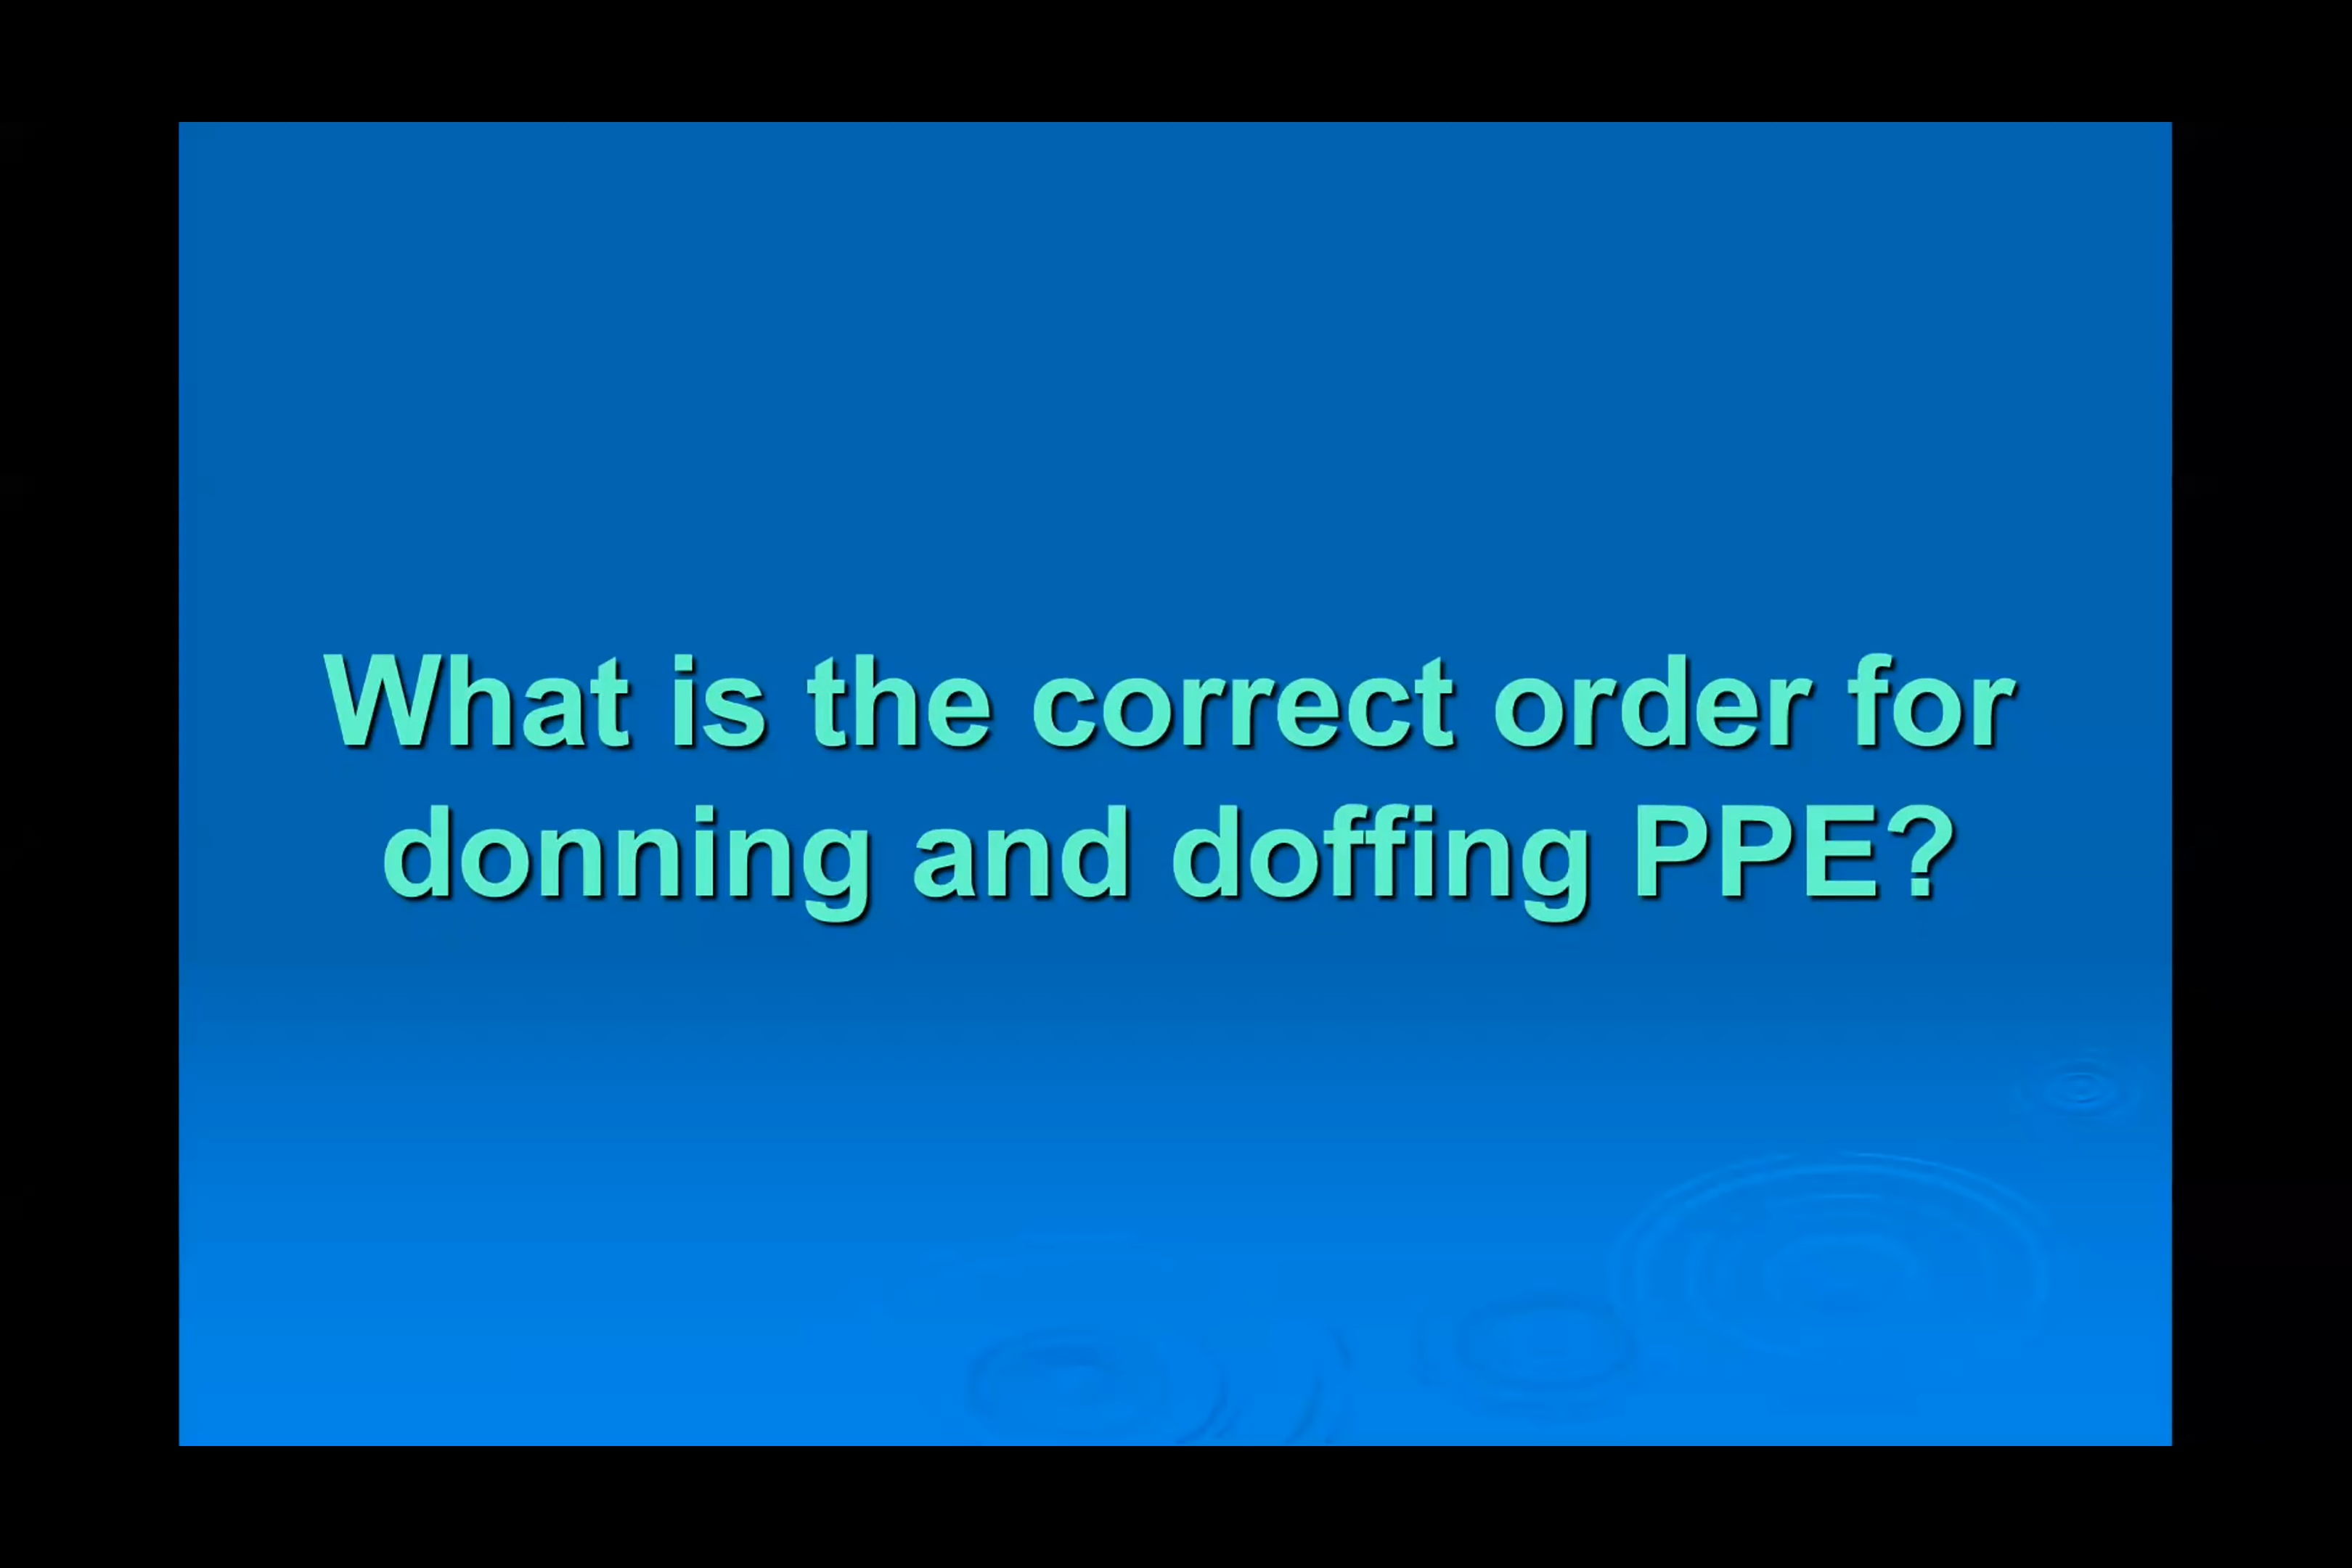 What is the correct order for
donning and doffing PPE?